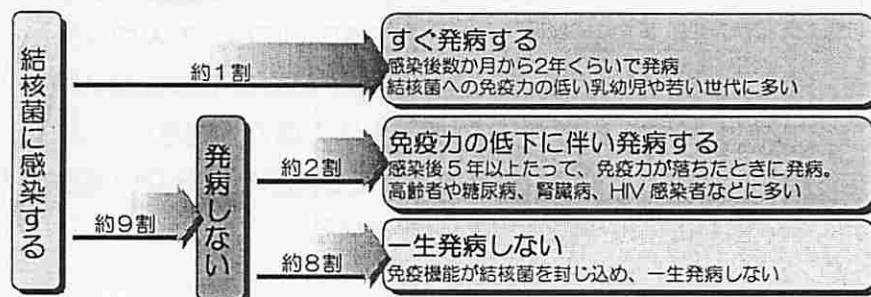 結核菌に感染する
約1割
すぐ発病する
感染後数か月から2年くらいで発病
結核菌への免疫力の低い乳幼児や若い世代に多い
約9割
発病しない
約2割
免疫力の低下に伴い発病する
感染後5年以上たって、免疫力が落ちたときに発病。
高齢者や糖尿病、腎臓病、HIV感染者などに多い
約8割
一生発病しない
免疫機能が結核菌を封じ込め、一生発病しない